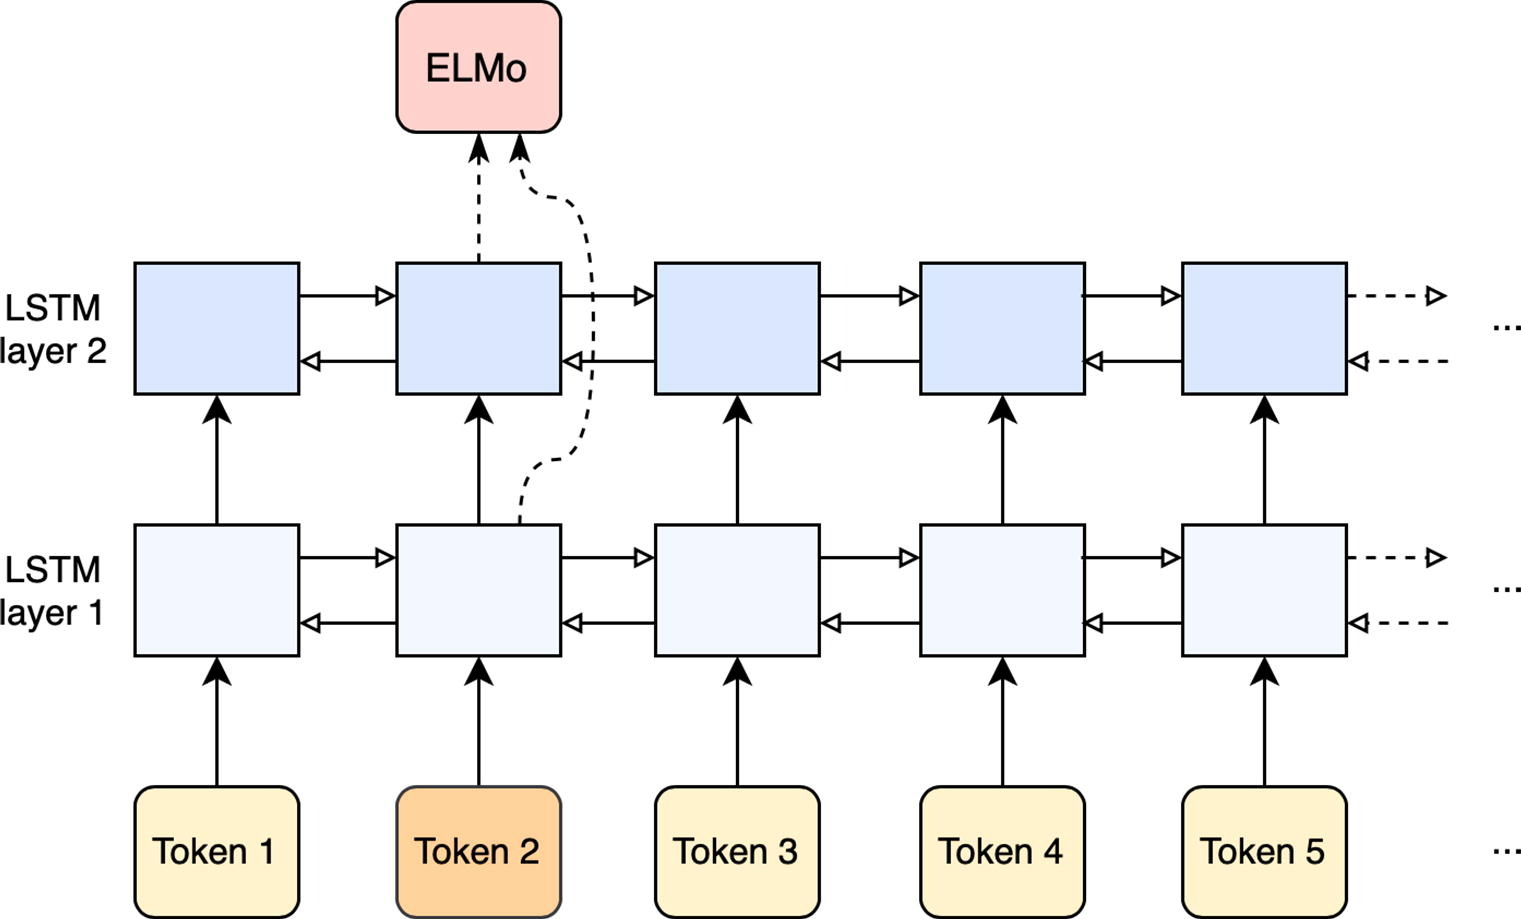 ELMo
LSTM
layer 2
...
LSTM
layer 1
...
Token 1
Token 2
Token 3
Token 4
Token 5
...